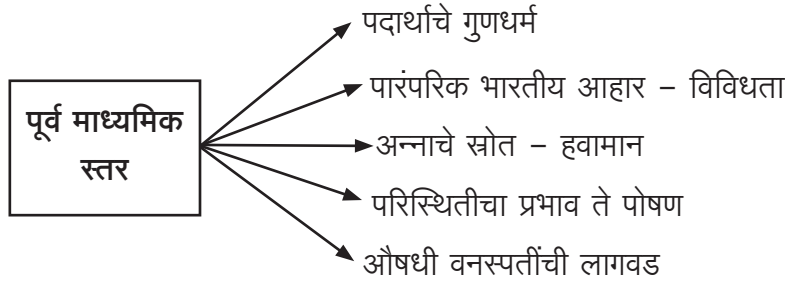 पूर्व माध्यमिक
स्तर
पदार्थाचे गुणधर्म
पारंपरिक भारतीय आहार – विविधता
अन्नाचे स्रोत – हवामान
परिस्थितीचा प्रभाव ते पोषण
औषधी वनस्पतींची लागवड